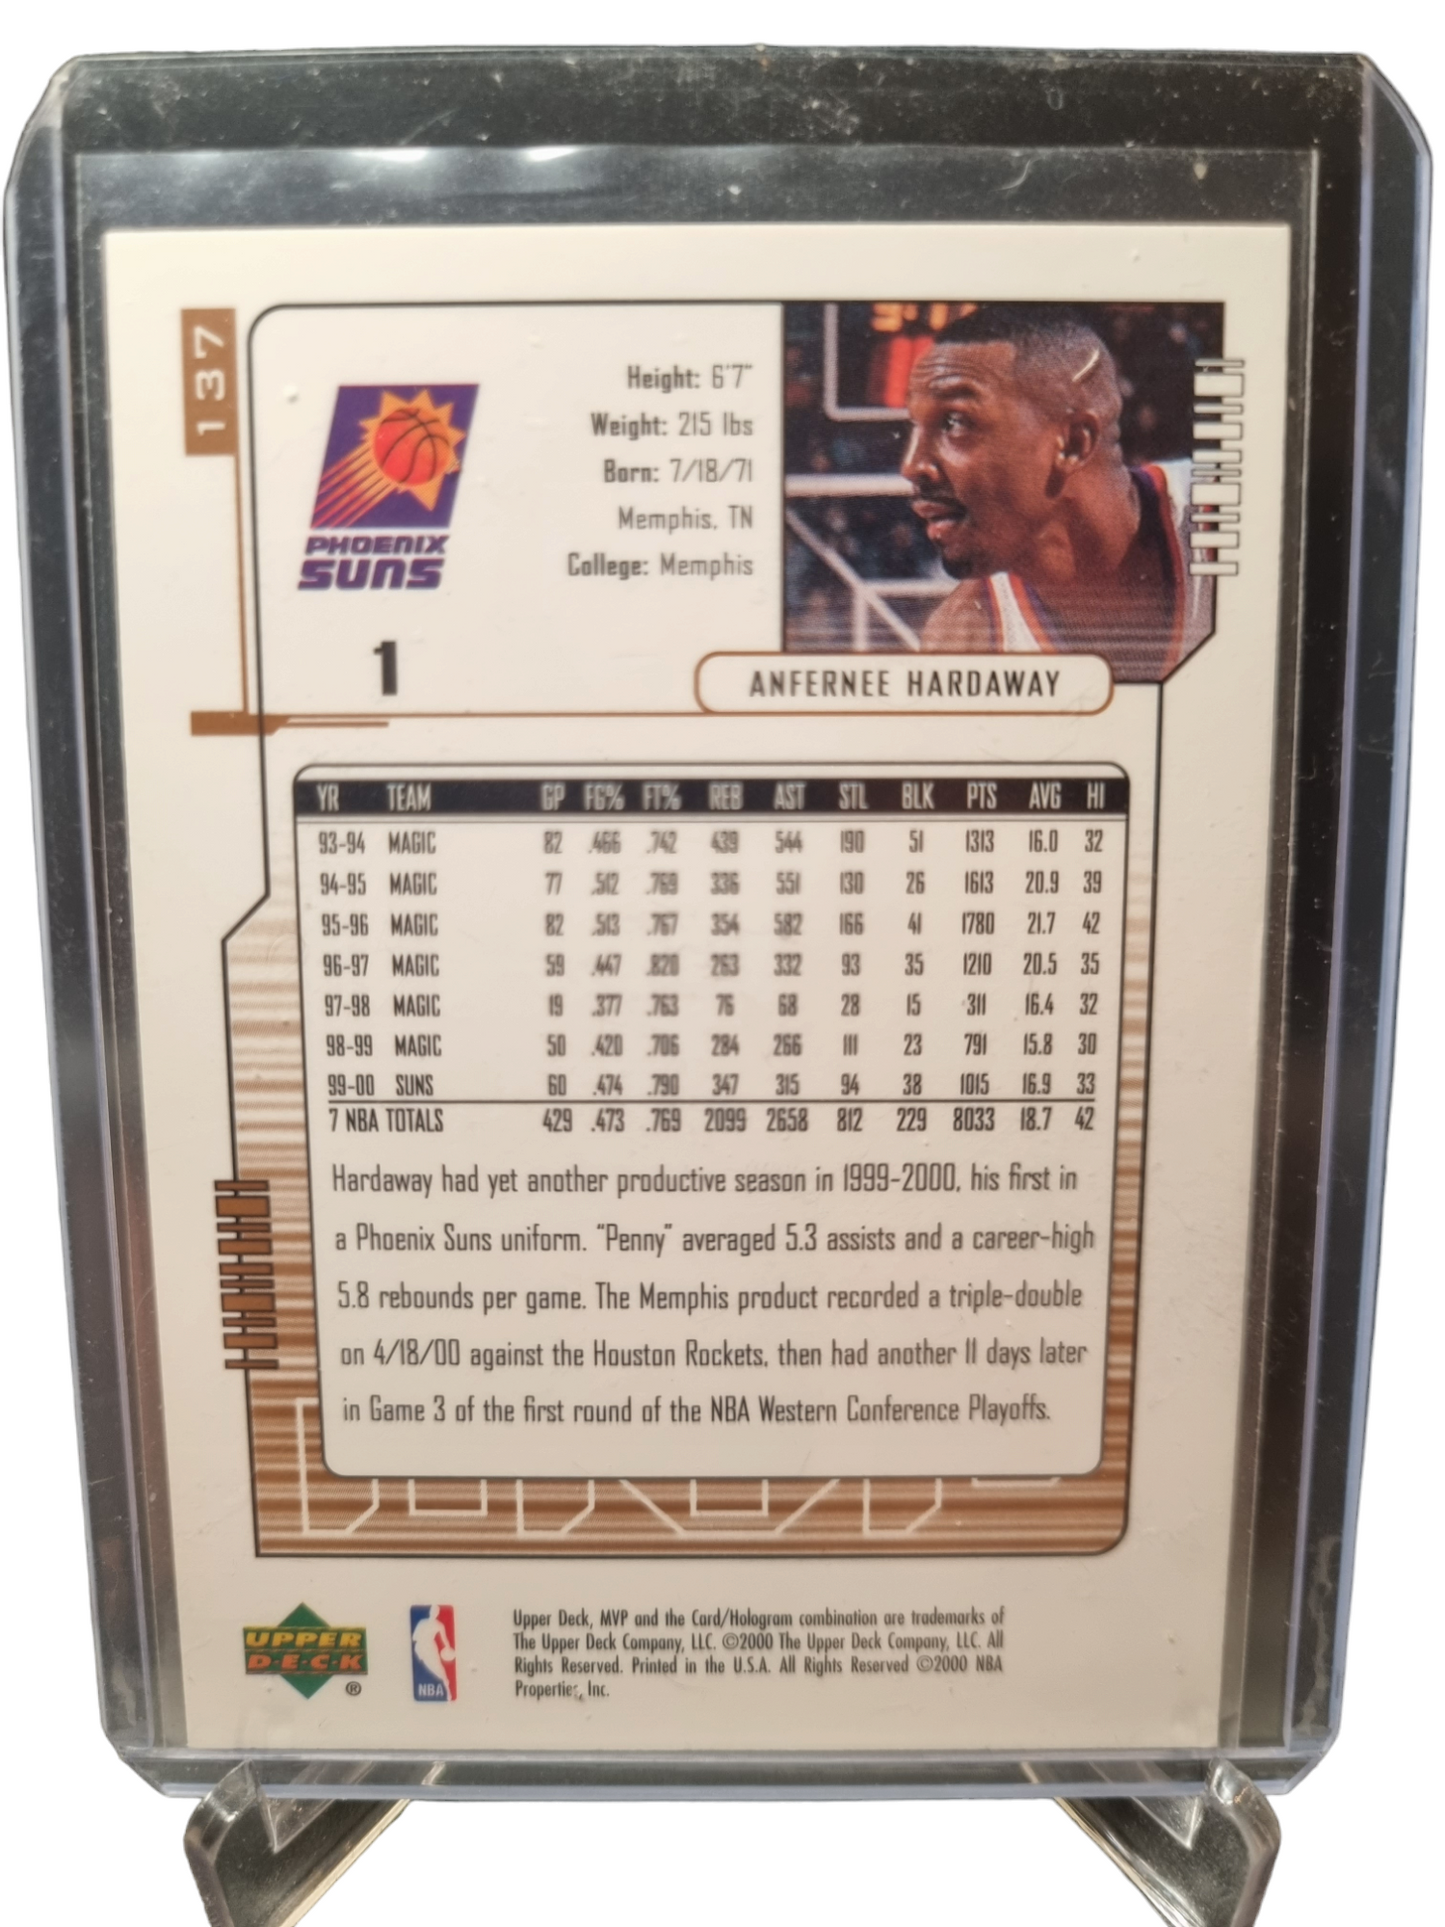 137
Height: 6'7"
Weight: 215 lbs
Born: 7/18/71
Memphis, TN
College: Memphis
PHOENIX
SUNS
1
ANFERNEE HARDAWAY
YR TEAM GP FG% FT% REB AST STL BLK PTS AVG HI
93-94 MAGIC 82 .466 .742 439 544 190 51 1313 16.0 32
94-95 MAGIC 77 .512 .769 336 551 130 26 1613 20.9 39
95-96 MAGIC 82 .513 .767 354 582 166 41 1780 21.7 42
96-97 MAGIC 59 .447 .820 263 332 93 35 1210 20.5 35
97-98 MAGIC 19 .377 .763 76 68 28 15 311 16.4 32
98-99 MAGIC 50 .420 .706 284 266 111 23 791 15.8 30
99-00 SUNS 60 .474 .790 347 315 94 38 1015 16.9 33
7 NBA TOTALS 429 .473 .769 2099 2658 812 229 8033 18.7 42
Hardaway had yet another productive season in 1999-2000, his first in
a Phoenix Suns uniform. "Penny" averaged 5.3 assists and a career-high
5.8 rebounds per game. The Memphis product recorded a triple-double
on 4/18/00 against the Houston Rockets, then had another 11 days later
in Game 3 of the first round of the NBA Western Conference Playoffs.
UPPER
D·E·C·K
®
NBA
Upper Deck, MVP and the Card/Hologram combination are trademarks of
The Upper Deck Company, LLC. ©2000 The Upper Deck Company, LLC. All
Rights Reserved. Printed in the U.S.A. All Rights Reserved ©2000 NBA
Properties, Inc.